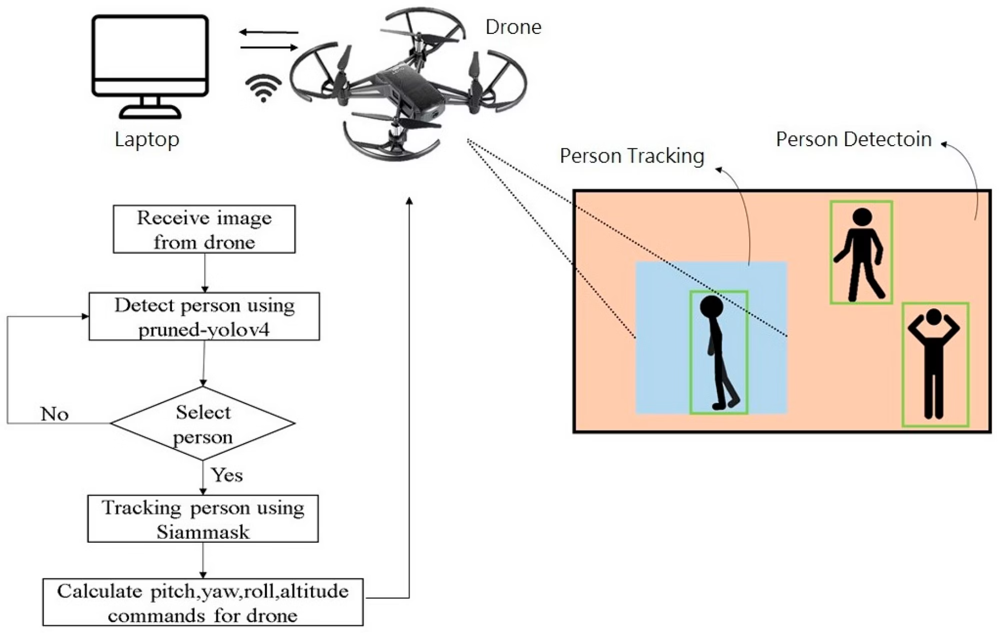 Drone
Laptop
Person Tracking
Person Detectoin
Receive image
from drone
Detect person using
pruned-yolov4
Select
person
No
Yes
Tracking person using
Siammask
Calculate pitch,yaw,roll,altitude
commands for drone